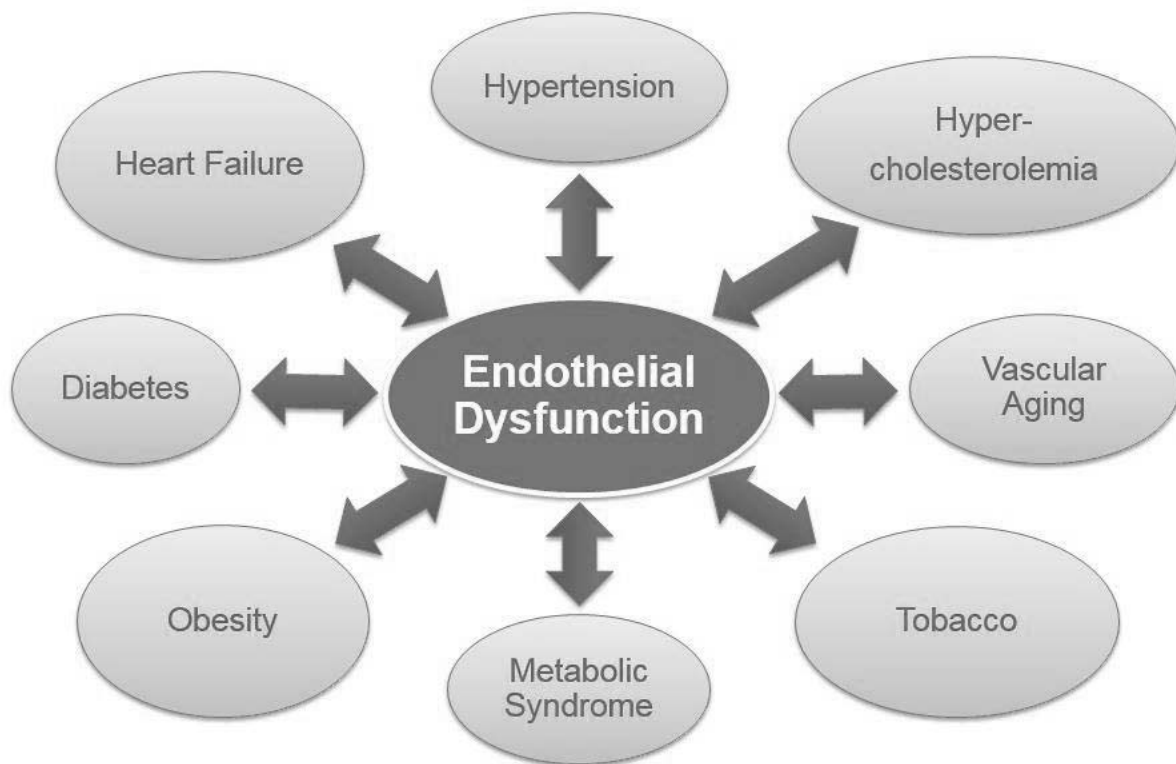 Hypertension
Hyper-
cholesterolemia
Heart Failure
Endothelial
Dysfunction
Diabetes
Vascular
Aging
Obesity
Tobacco
Metabolic
Syndrome